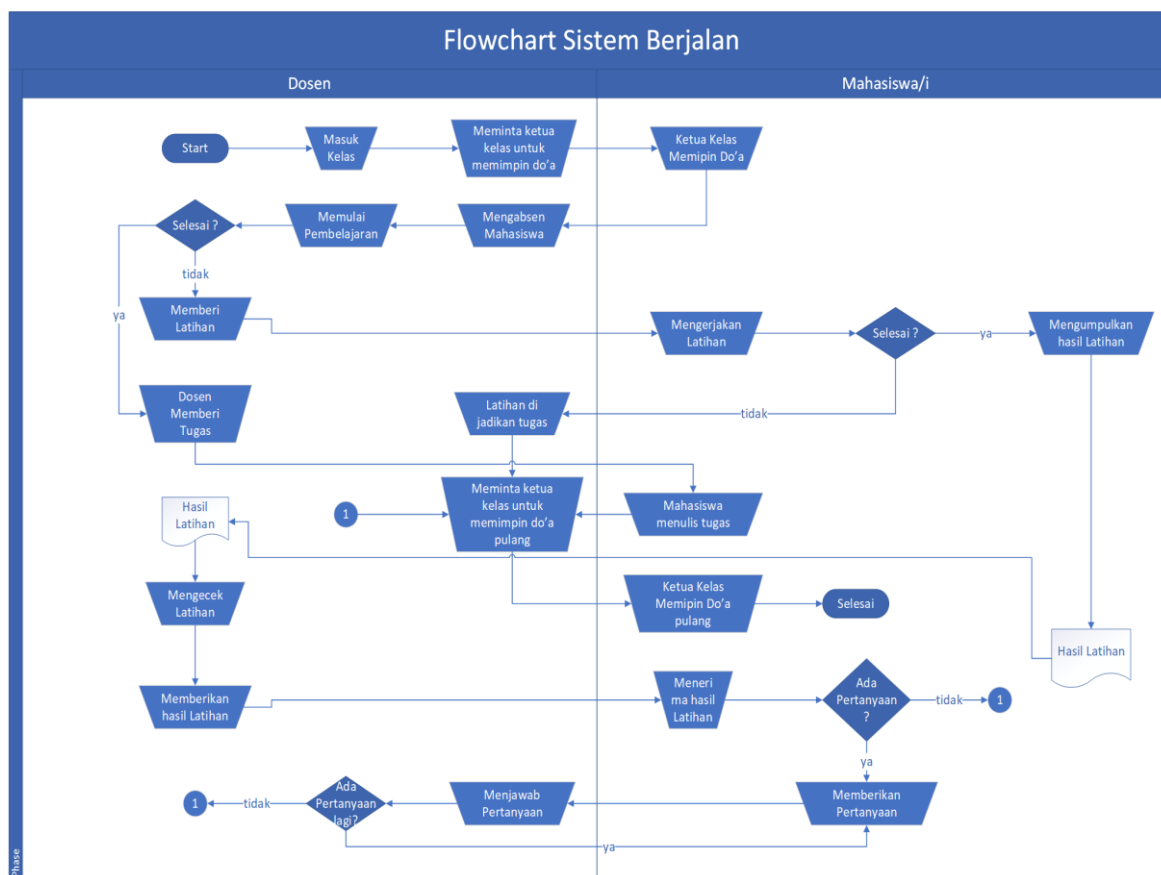 Flowchart Sistem Berjalan
Dosen
Mahasiswa/i
Start
Masuk
Kelas
Meminta ketua
kelas untuk
memimpin do'a
Ketua Kelas
Memipin Do'a
Selesai ?
Memulai
Pembelajaran
Mengabsen
Mahasiswa
tidak
ya
Memberi
Latihan
Mengerjakan
Latihan
Selesai ?
ya
Mengumpulkan
hasil Latihan
Dosen
Memberi
Tugas
Latihan di
jadikan tugas
tidak
Hasil
Latihan
1
Meminta ketua
kelas untuk
memimpin do'a
pulang
Mahasiswa
menulis tugas
Mengecek
Latihan
Ketua Kelas
Memipin Do'a
pulang
Selesai
Hasil Latihan
Memberikan
hasil Latihan
Meneri
ma hasil
Latihan
Ada
Pertanyaan
?
tidak
1
ya
1
tidak
Ada
Pertanyaan
lagi?
Menjawab
Pertanyaan
Memberikan
Pertanyaan
ya
Phase